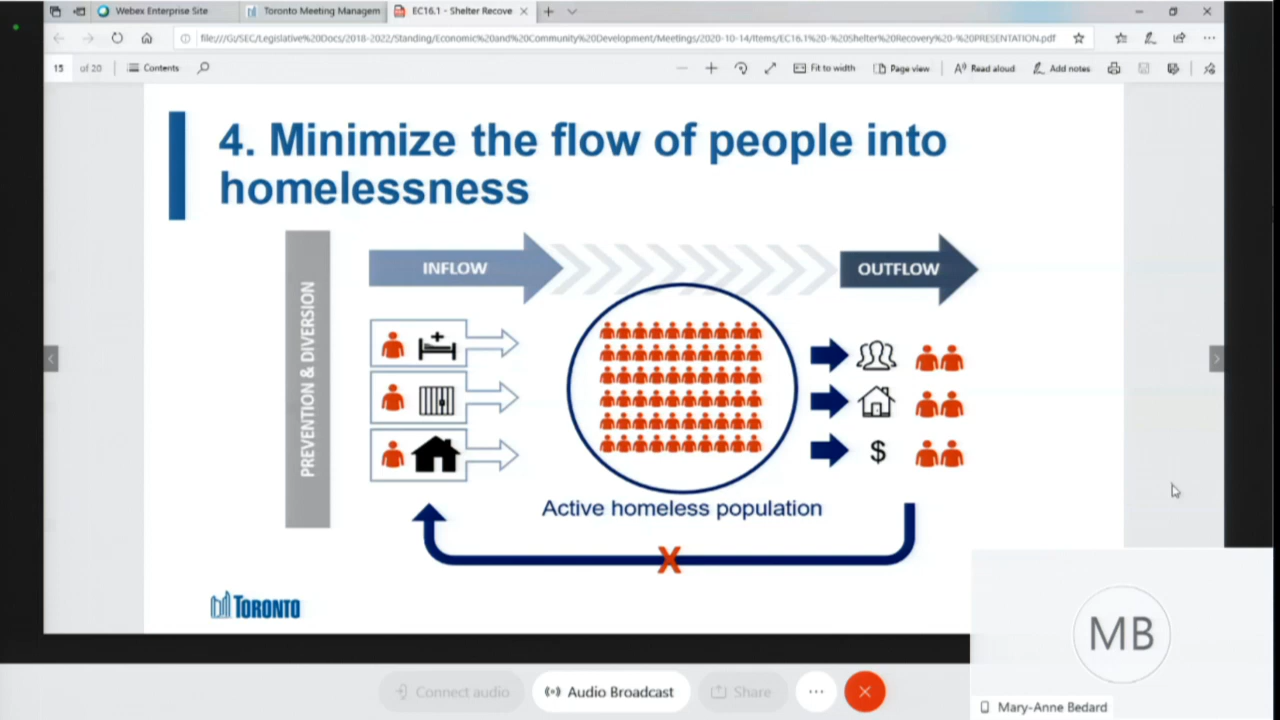 Webex Enterprise Site
Toronto Meeting Managem
EC16.1 - Shelter Recove
file:///G:/SEC/Legislative%20Docs/2018-2022/Standing/Economic%20and%20Community%20Development/Meetings/2020-10-14/Items/EC16.1%20-%20Shelter%20Recovery%20-%20PRESENTATION.pdf
15 of 20
Contents
Fit to width
Page view
Read aloud
Add notes
4. Minimize the flow of people into
homelessness
PREVENTION & DIVERSION
INFLOW
OUTFLOW
$
Active homeless population
X
TORONTO
MB
Mary-Anne Bedard
Connect audio
Audio Broadcast
Share